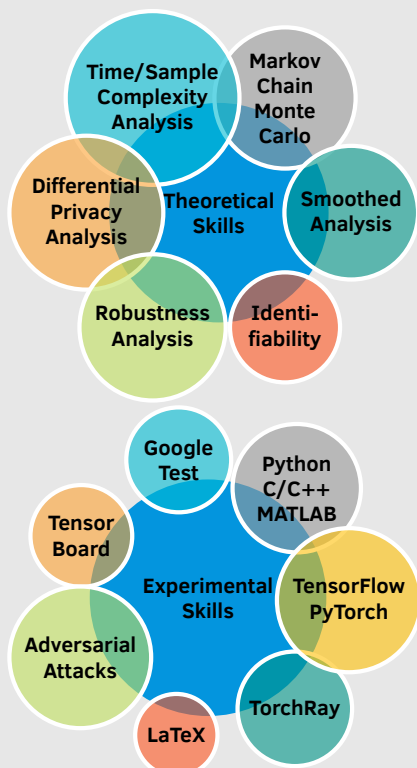 Time/Sample
Complexity
Analysis
Markov
Chain
Monte
Carlo
Differential
Privacy
Analysis
Theoretical
Skills
Smoothed
Analysis
Robustness
Analysis
Identi-
fiability
Google
Test
Python
C/C++
MATLAB
Tensor
Board
Experimental
Skills
TensorFlow
PyTorch
Adversarial
Attacks
TorchRay
LaTeX